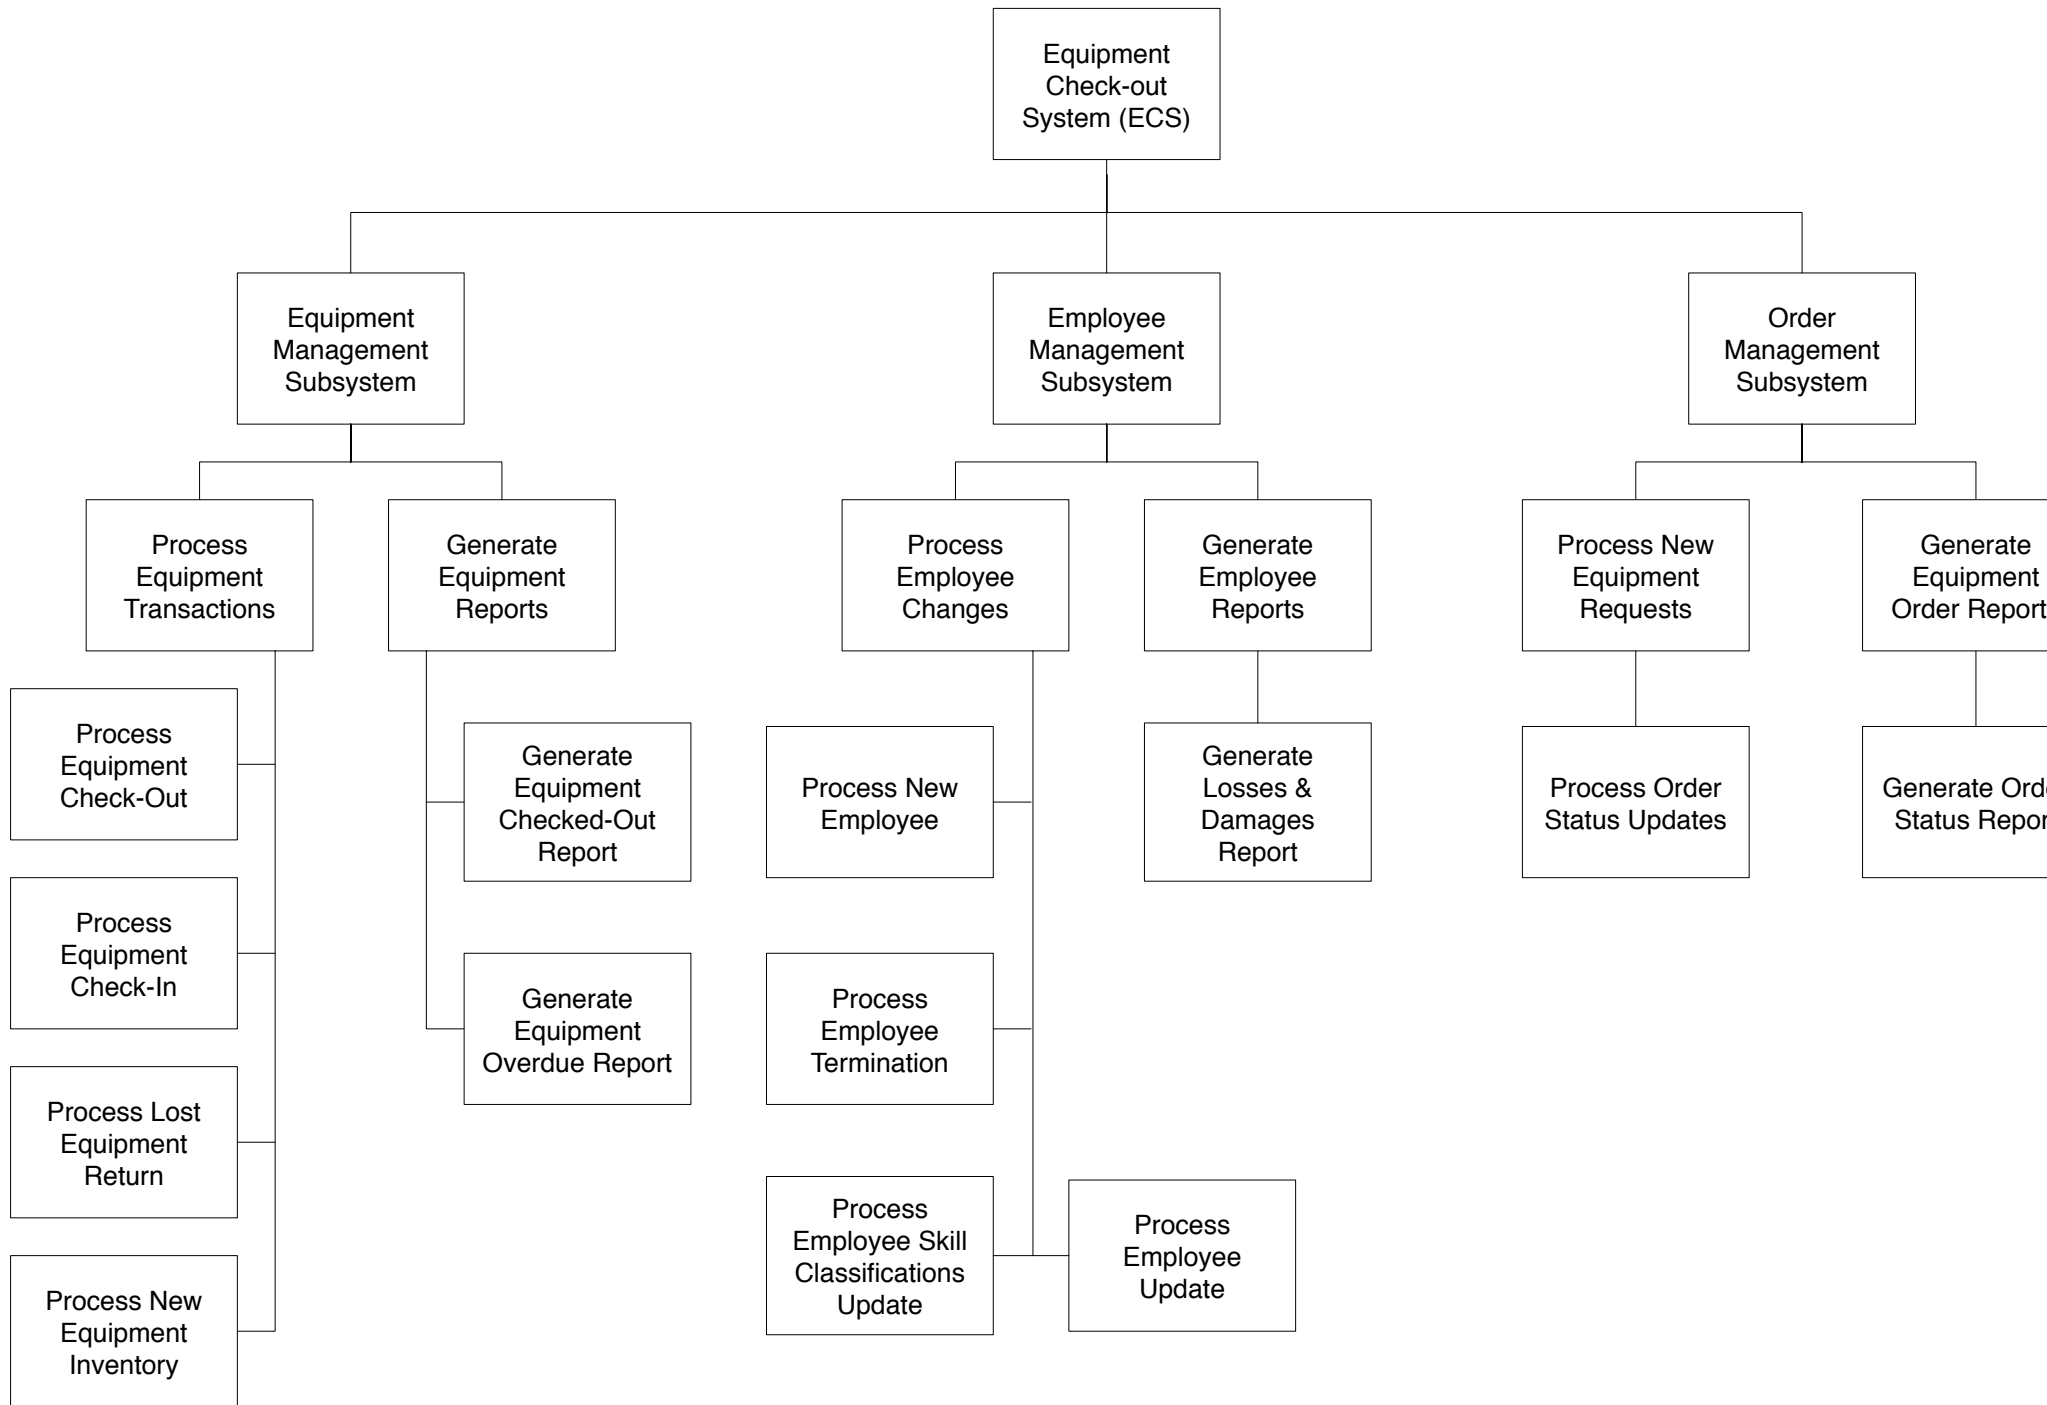 Equipment
Check-out
System (ECS)
Equipment
Management
Subsystem
Employee
Management
Subsystem
Order
Management
Subsystem
Process
Equipment
Transactions
Generate
Equipment
Reports
Process
Employee
Changes
Generate
Employee
Reports
Process New
Equipment
Requests
Generate
Equipment
Order Report
Process
Equipment
Check-Out
Generate
Equipment
Checked-Out
Report
Process New
Employee
Generate
Losses &
Damages
Report
Process Order
Status Updates
Generate
Status
Process
Equipment
Check-In
Generate
Equipment
Overdue Report
Process
Employee
Termination
Process Lost
Equipment
Return
Process
Employee Skill
Classifications
Update
Process
Employee
Update
Process New
Equipment
Inventory